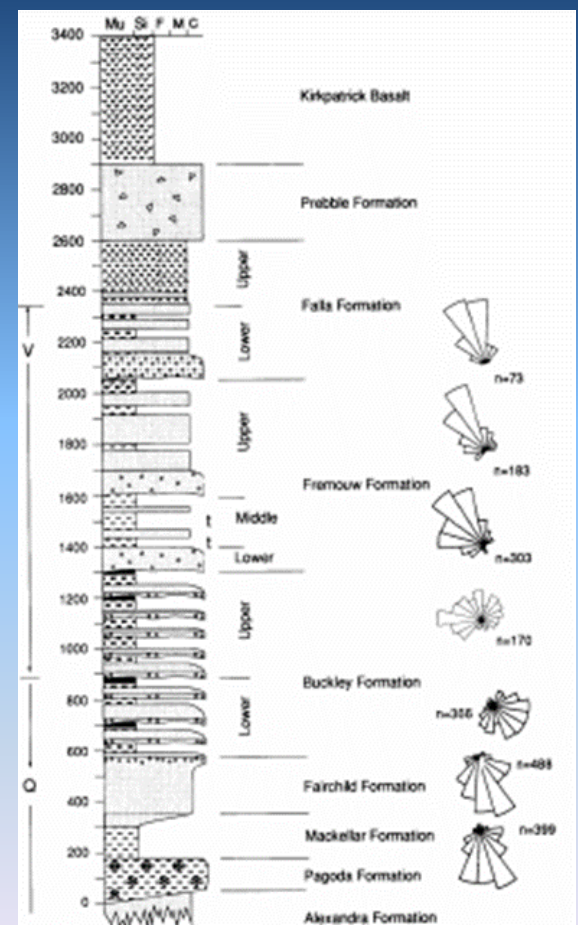 Mu Si F M C
3400
3200
Kirkpatrick Basalt
3000
2800
Prebble Formation
2600
Upper
2400
Falla Formation
V
Lower
2200
n=73
2000
Upper
1800
n=183
Fremouw Formation
1600
t
Middle
t
1400
Lower
n=303
1200
Upper
n=170
1000
Buckley Formation
800
Lower
n=366
600
n=488
Q
Fairchild Formation
400
n=399
Mackellar Formation
200
Pagoda Formation
0
Alexandra Formation